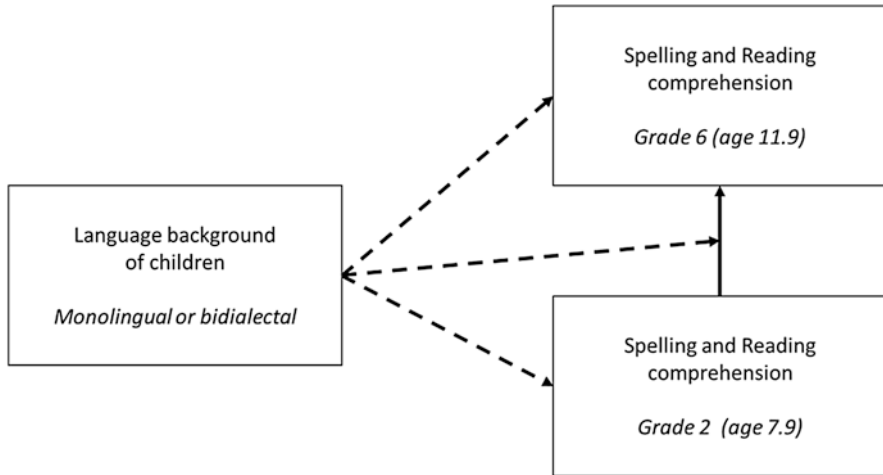 Spelling and Reading
comprehension
Grade 6 (age 11.9)
Language background
of children
Monolingual or bidialectal
Spelling and Reading
comprehension
Grade 2 (age 7.9)